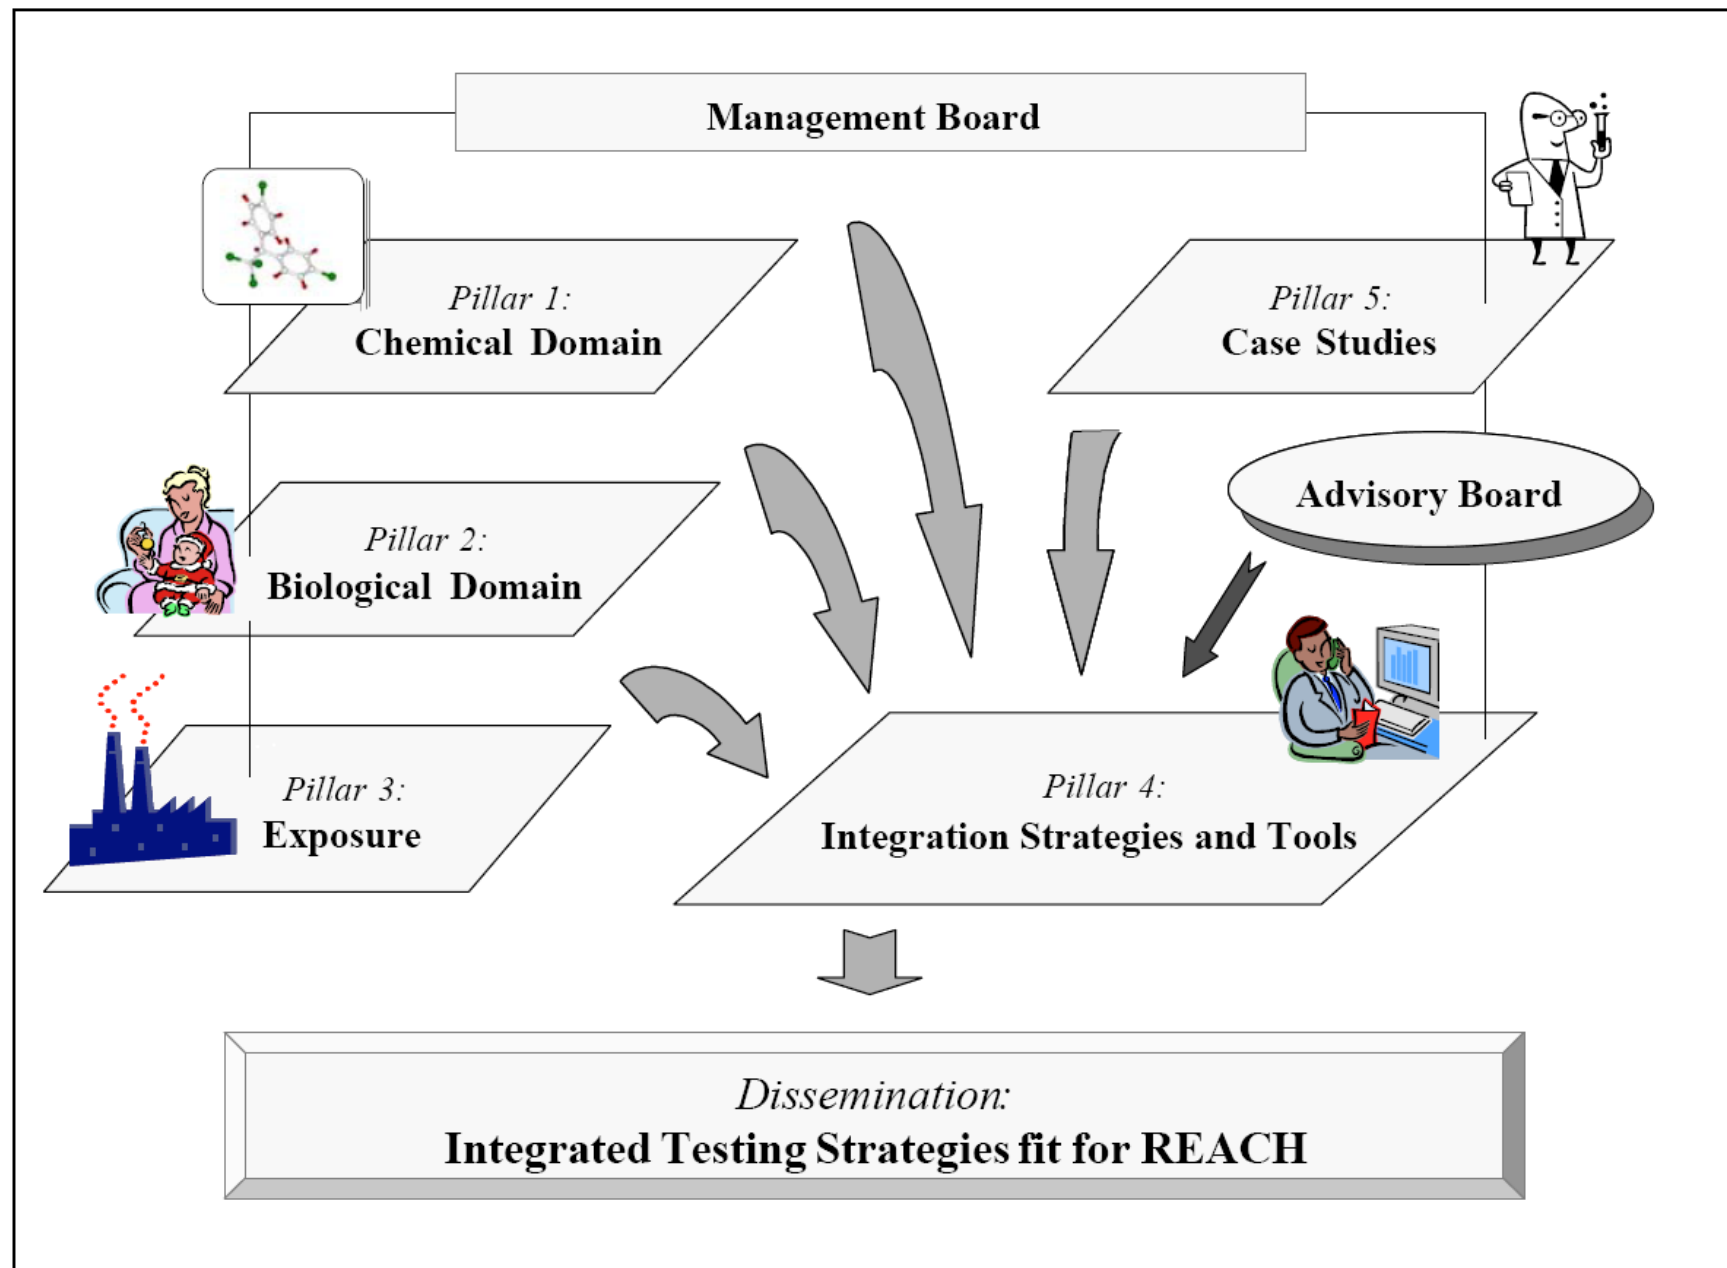 Management Board
Pillar 1:
Chemical Domain
Pillar 5:
Case Studies
Advisory Board
Pillar 2:
Biological Domain
Pillar 3:
Exposure
Pillar 4:
Integration Strategies and Tools
Dissemination:
Integrated Testing Strategies fit for REACH